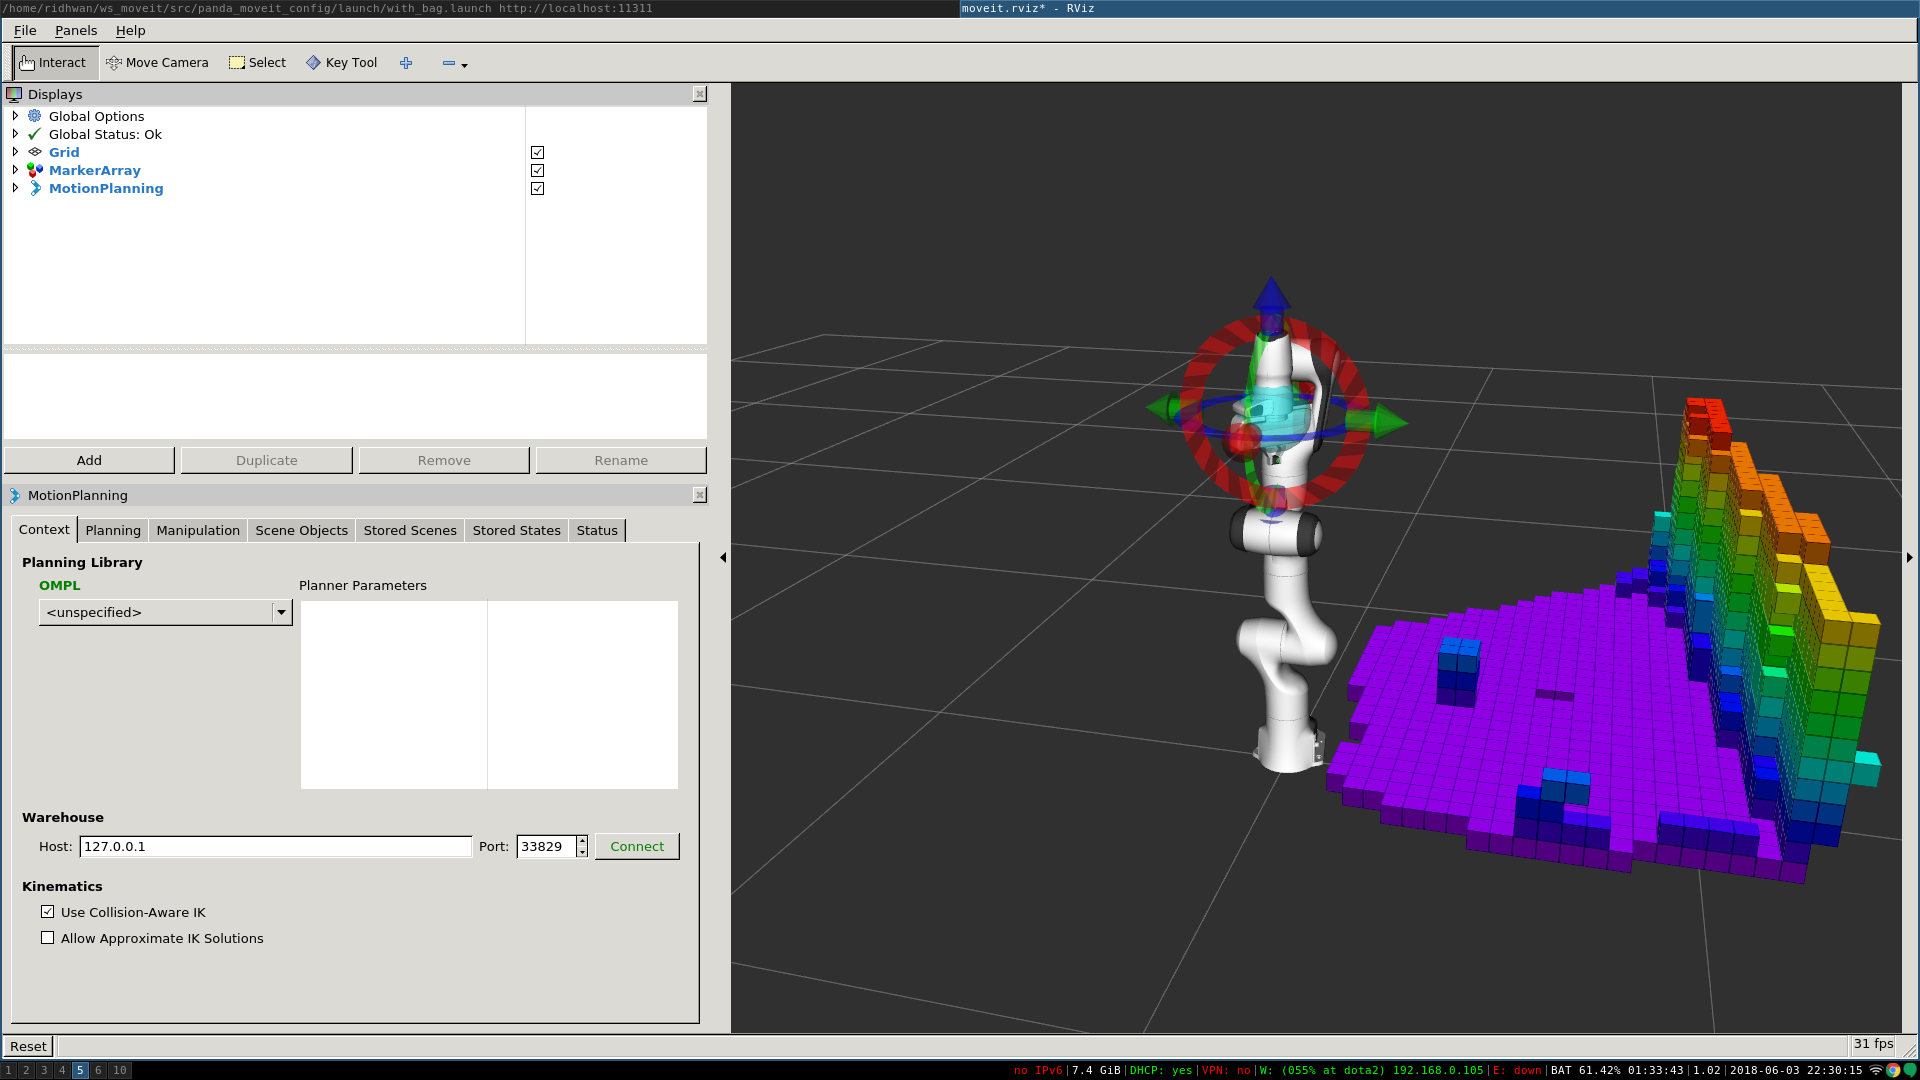 /home/ridhwan/ws_moveit/src/panda_moveit_config/launch/with_bag.launch http://localhost:11311
moveit.rviz* - RViz
File Panels Help
Interact Move Camera Select Key Tool
Displays
Global Options
Global Status: Ok
Grid
MarkerArray
MotionPlanning
Add Duplicate Remove Rename
MotionPlanning
Context Planning Manipulation Scene Objects Stored Scenes Stored States Status
Planning Library
OMPL Planner Parameters
<unspecified>
Warehouse
Host: 127.0.0.1 Port: 33829 Connect
Kinematics
Use Collision-Aware IK
Allow Approximate IK Solutions
Reset 31 fps
1 2 3 4 5 6 10 no IPv6|7.4 GiB|DHCP: yes|VPN: no|W: (055% at dota2) 192.168.0.105|E: down|BAT 61.42% 01:33:43|1.02|2018-06-03 22:30:15